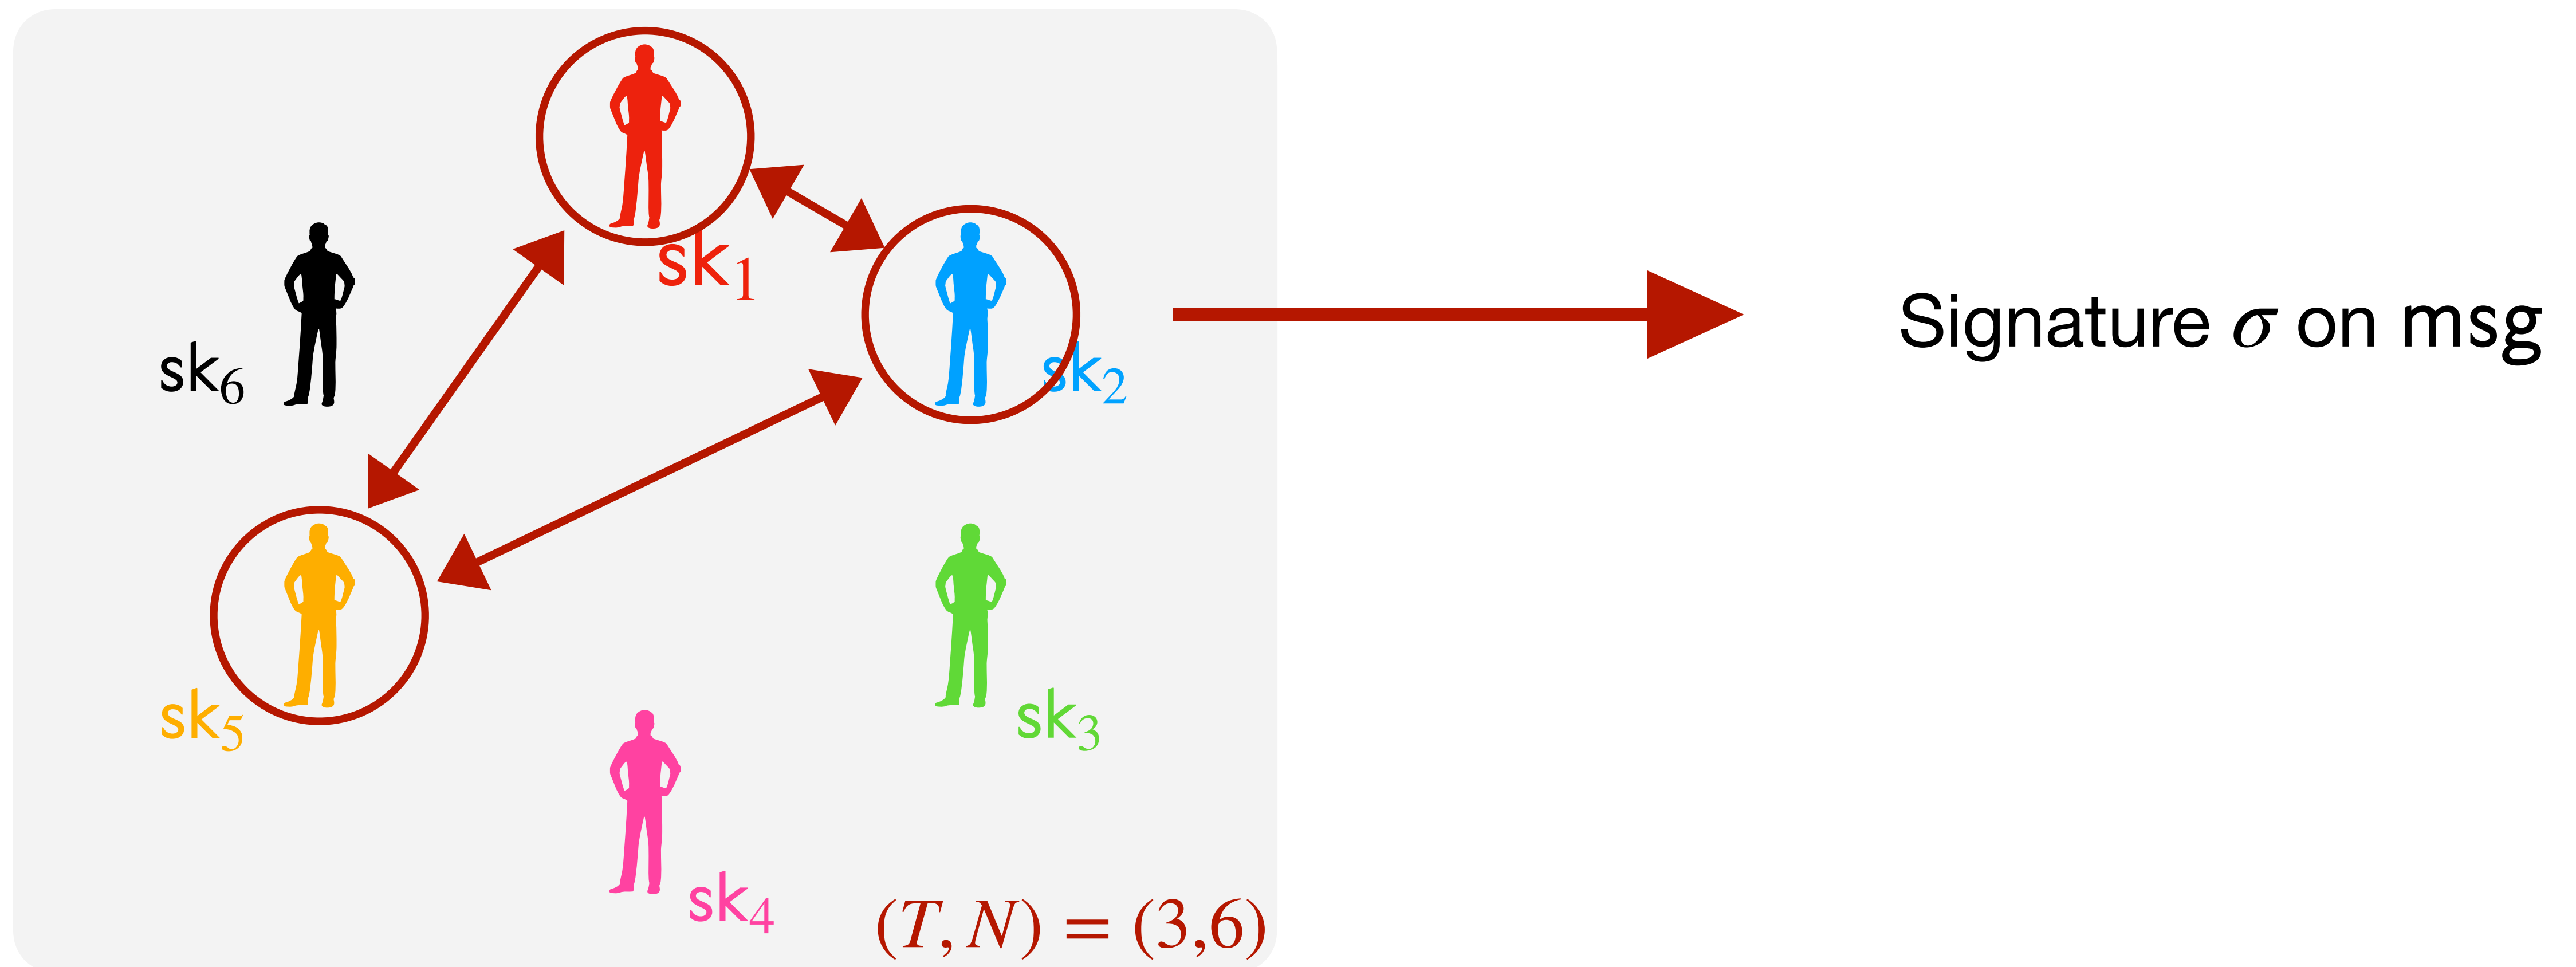 sk₁
sk₆
sk₂
Signature σ on msg
sk₅
sk₃
sk₄
(T, N) = (3,6)